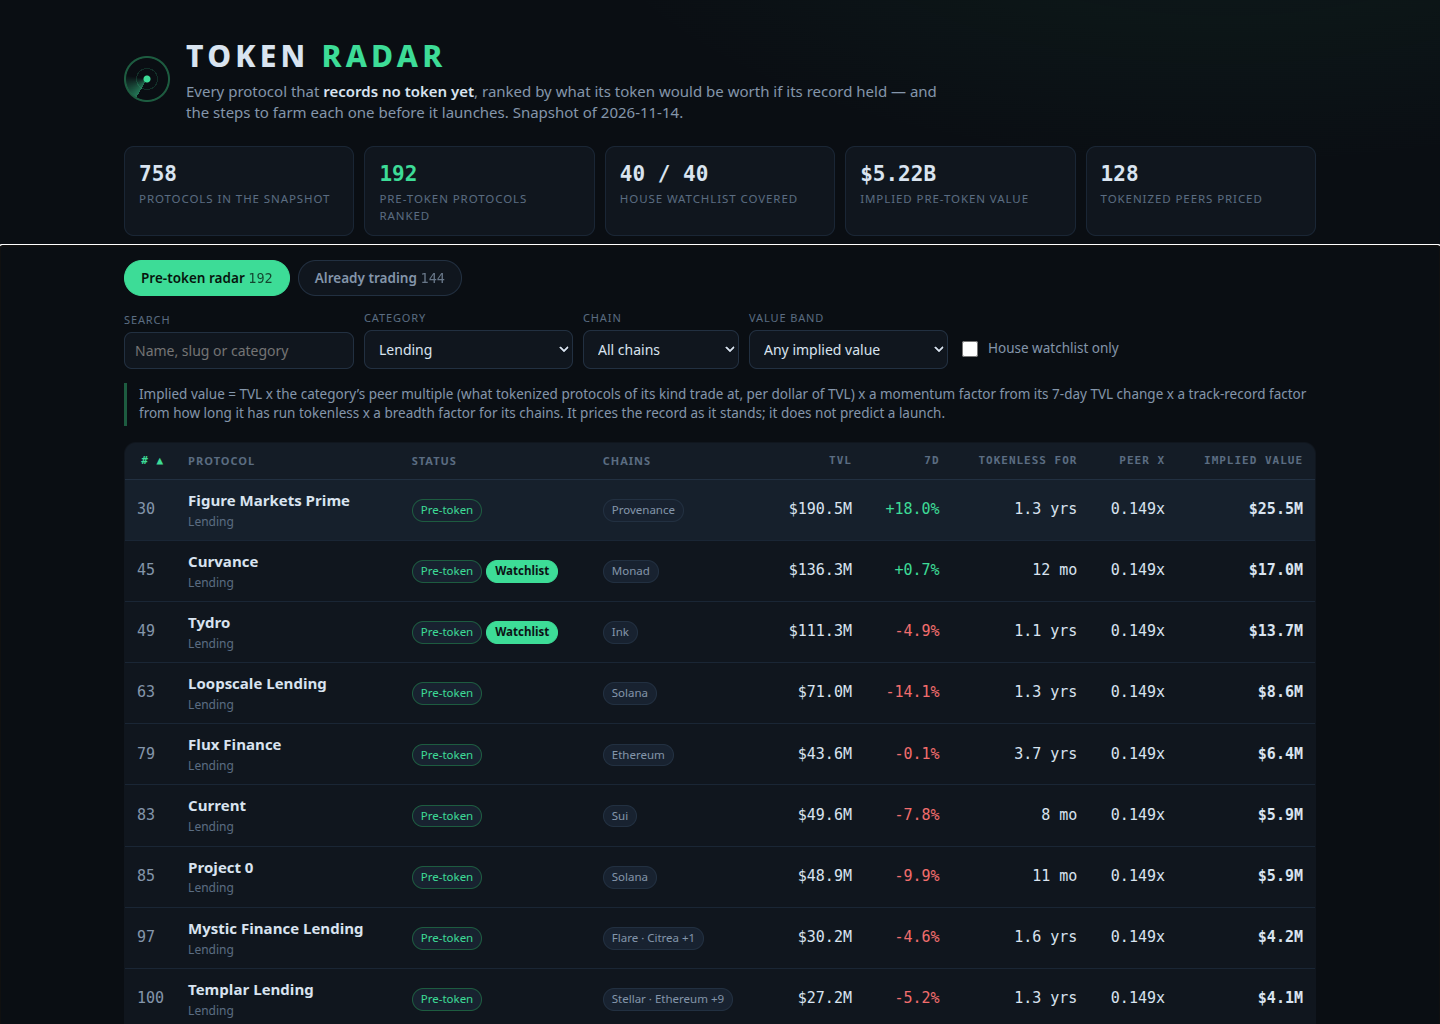 TOKEN RADAR
Every protocol that records no token yet, ranked by what its token would be worth if its record held — and
the steps to farm each one before it launches. Snapshot of 2026-11-14.
758
PROTOCOLS IN THE SNAPSHOT
192
PRE-TOKEN PROTOCOLS
RANKED
40 / 40
HOUSE WATCHLIST COVERED
$5.22B
IMPLIED PRE-TOKEN VALUE
128
TOKENIZED PEERS PRICED
Pre-token radar 192
Already trading 144
SEARCH
Name, slug or category
CATEGORY
Lending
CHAIN
All chains
VALUE BAND
Any implied value
House watchlist only
Implied value = TVL x the category's peer multiple (what tokenized protocols of its kind trade at, per dollar of TVL) x a momentum factor from its 7-day TVL change x a track-record factor
from how long it has run tokenless x a breadth factor for its chains. It prices the record as it stands; it does not predict a launch.
# ▲ PROTOCOL STATUS CHAINS TVL 7D TOKENLESS FOR PEER X IMPLIED VALUE
30 Figure Markets Prime Pre-token Provenance $190.5M +18.0% 1.3 yrs 0.149x $25.5M
Lending
45 Curvance Pre-token Watchlist Monad $136.3M +0.7% 12 mo 0.149x $17.0M
Lending
49 Tydro Pre-token Watchlist Ink $111.3M -4.9% 1.1 yrs 0.149x $13.7M
Lending
63 Loopscale Lending Pre-token Solana $71.0M -14.1% 1.3 yrs 0.149x $8.6M
Lending
79 Flux Finance Pre-token Ethereum $43.6M -0.1% 3.7 yrs 0.149x $6.4M
Lending
83 Current Pre-token Sui $49.6M -7.8% 8 mo 0.149x $5.9M
Lending
85 Project 0 Pre-token Solana $48.9M -9.9% 11 mo 0.149x $5.9M
Lending
97 Mystic Finance Lending Pre-token Flare · Citrea +1 $30.2M -4.6% 1.6 yrs 0.149x $4.2M
Lending
100 Templar Lending Pre-token Stellar · Ethereum +9 $27.2M -5.2% 1.3 yrs 0.149x $4.1M
Lending